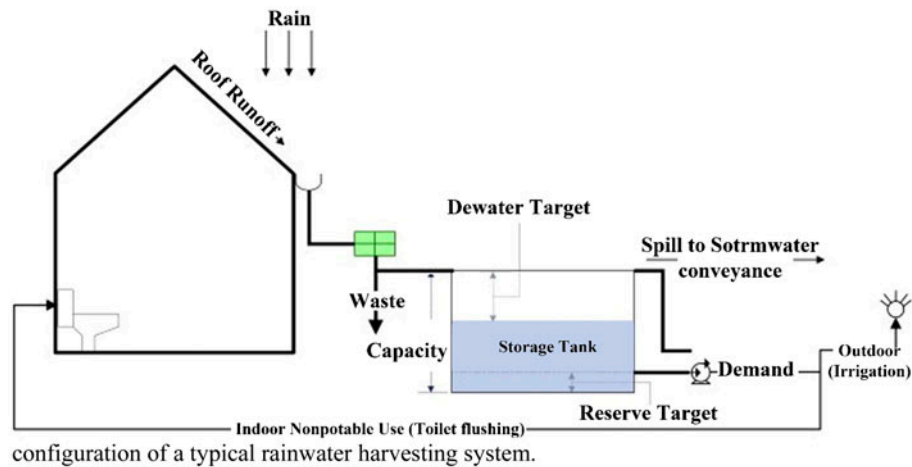 Rain
Roof Runoff
Dewater Target
Spill to Sotrmwater
conveyance
Waste
Capacity
Storage Tank
Demand
Outdoor
(Irrigation)
Reserve Target
Indoor Nonpotable Use (Toilet flushing)
configuration of a typical rainwater harvesting system.